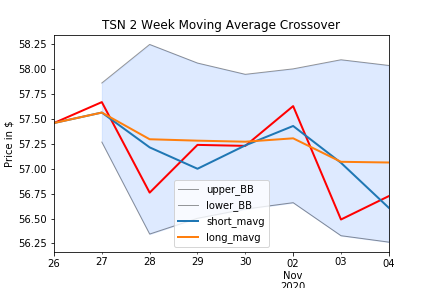 TSN 2 Week Moving Average Crossover
Price in $
58.25
58.00
57.75
57.50
57.25
57.00
56.75
56.50
56.25
upper_BB
lower_BB
short_mavg
long_mavg
26 27 28 29 30 02 03 04
Nov
2020